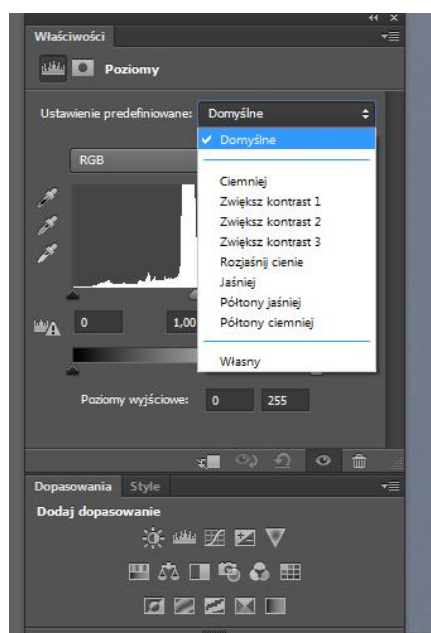 Właściwości
Poziomy
Ustawienie predefiniowane: Domyślne
Domyślne
RGB
Ciemniej
Zwiększ kontrast 1
Zwiększ kontrast 2
Zwiększ kontrast 3
Rozjaśnij cienie
Jaśniej
Półtony jaśniej
Półtony ciemniej
0 1,00
Własny
Poziomy wyjściowe: 0 255
Dopasowania Style
Dodaj dopasowanie